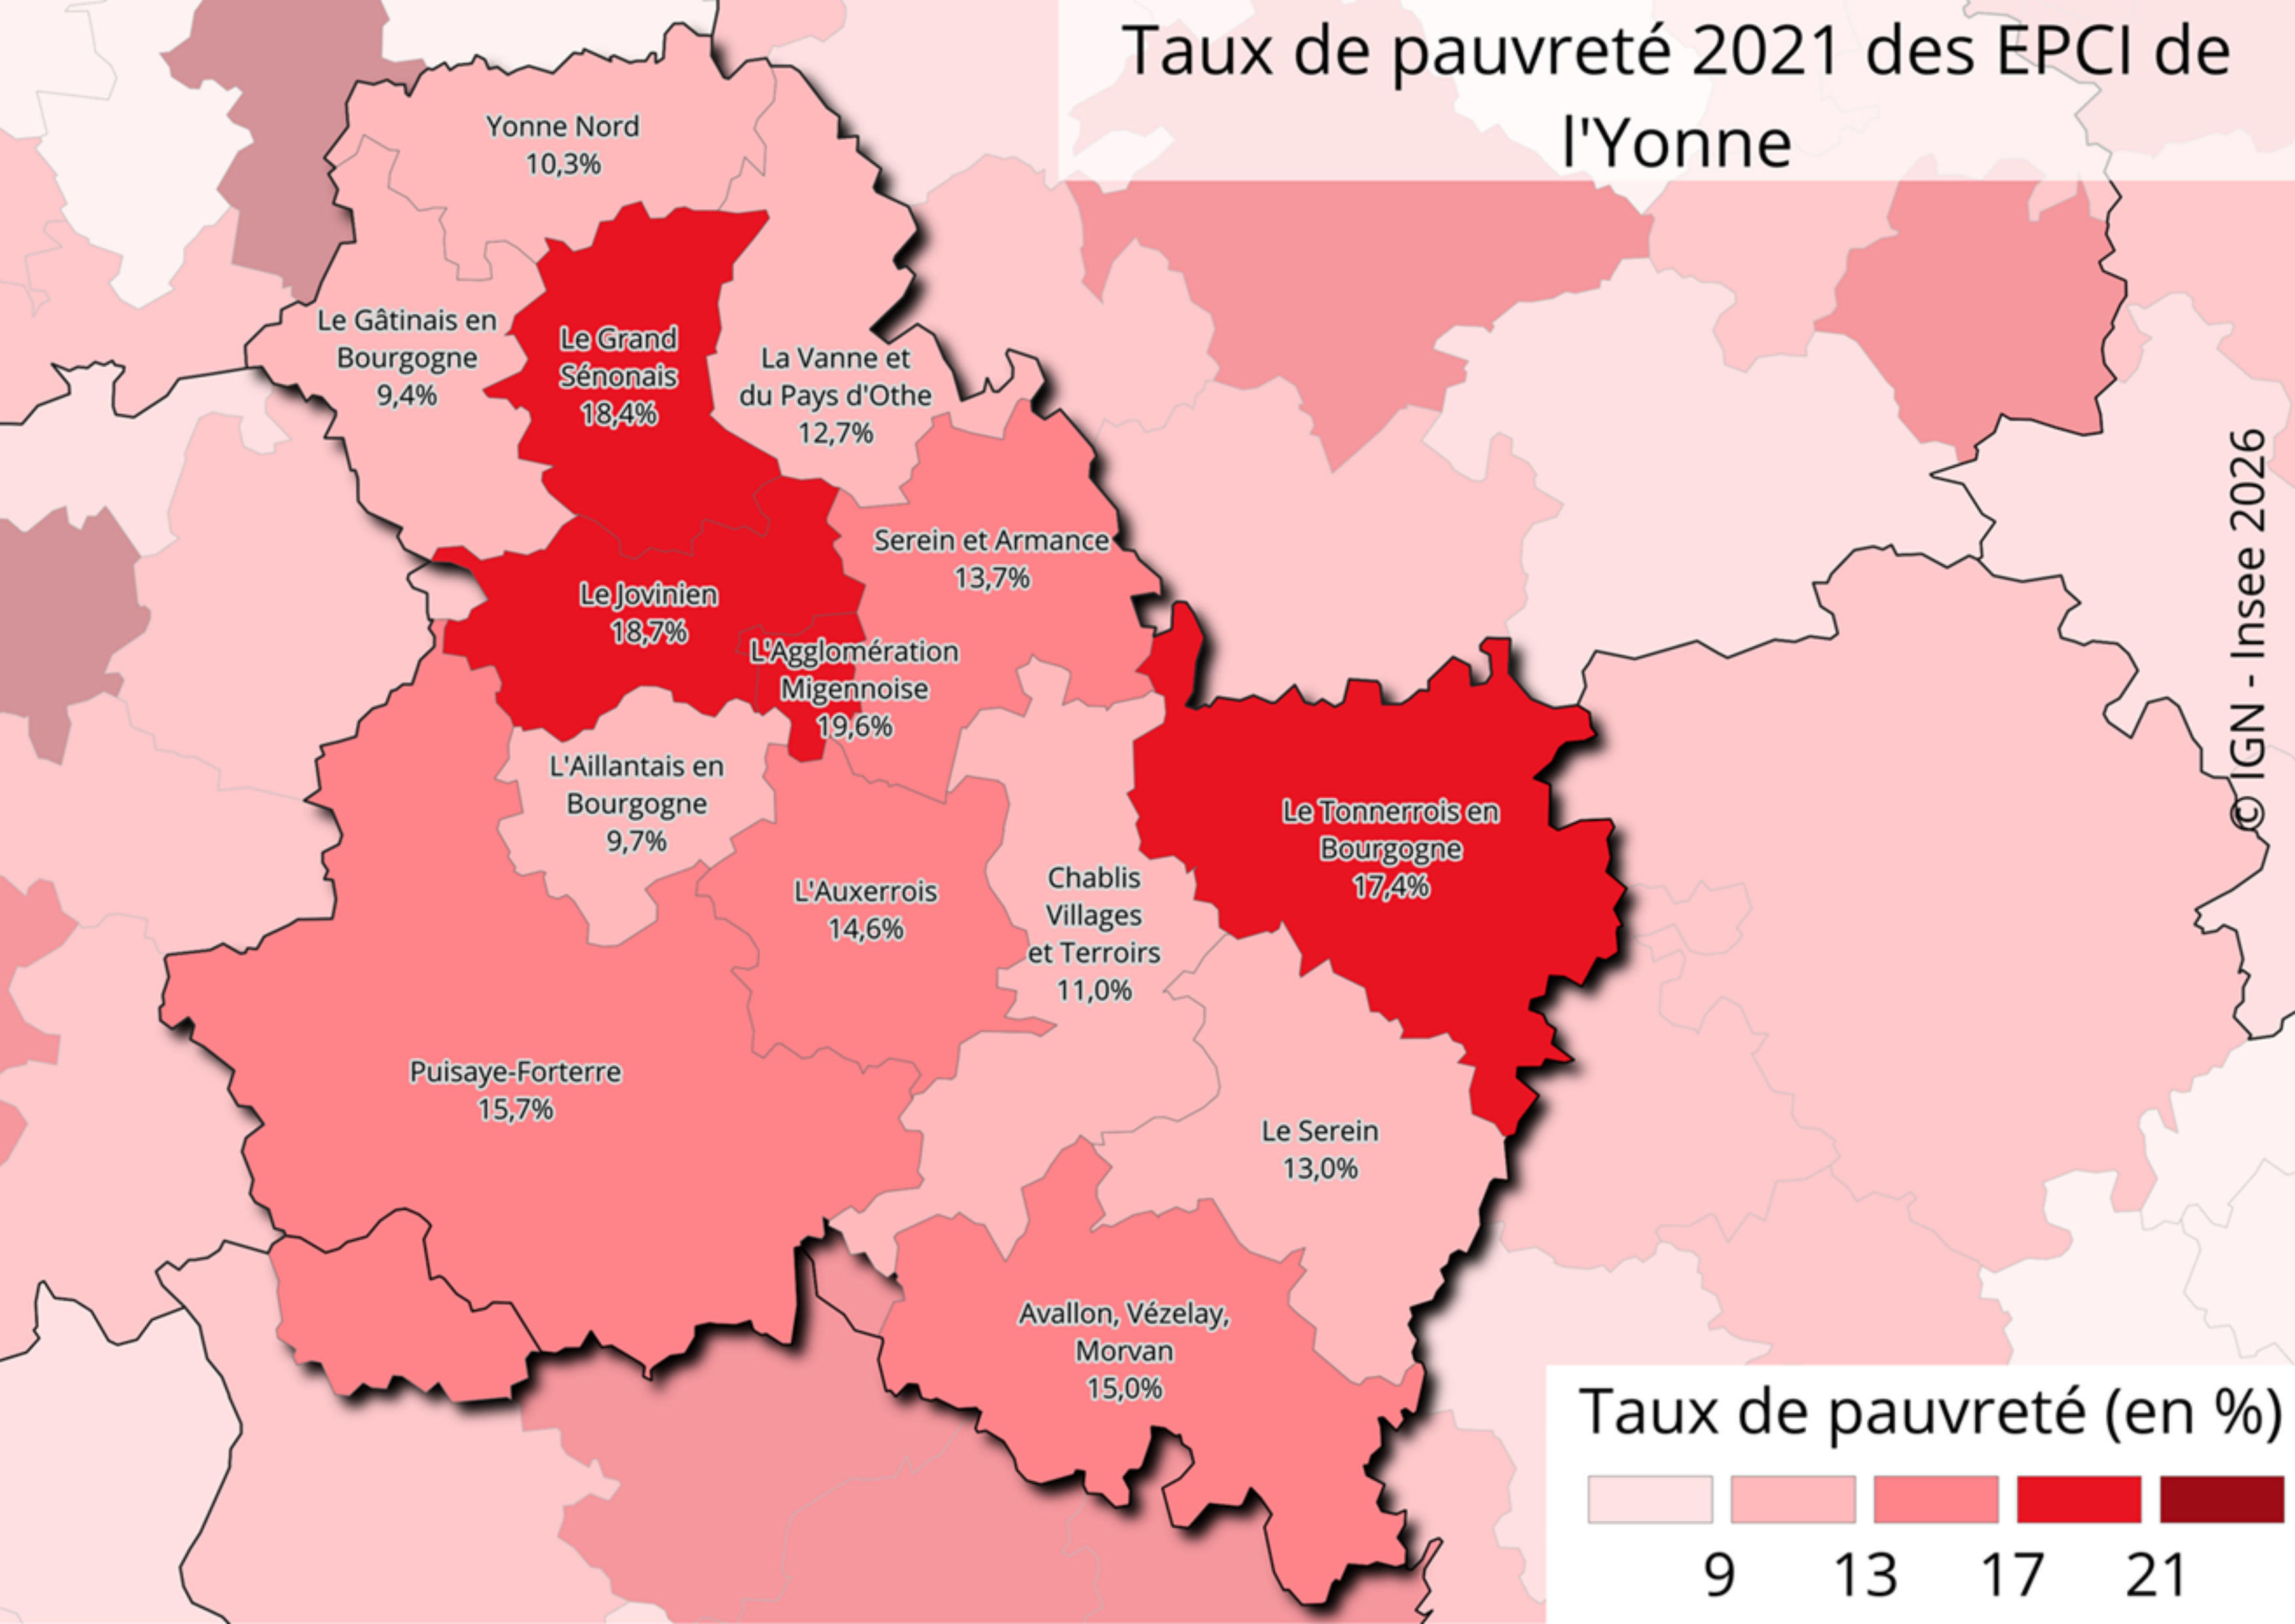 Taux de pauvreté 2021 des EPCI de
l'Yonne
Yonne Nord
10,3%
Le Gâtinais en
Bourgogne
9,4%
Le Grand
Sénonais
18,4%
La Vanne et
du Pays d'Othe
12,7%
Serein et Armance
13,7%
Le Jovinien
18,7%
L'Agglomération
Migennoise
19,6%
L'Aillantais en
Bourgogne
9,7%
Le Tonnerrois en
Bourgogne
17,4%
L'Auxerrois
14,6%
Chablis
Villages
et Terroirs
11,0%
Puisaye-Forterre
15,7%
Le Serein
13,0%
Avallon, Vézelay,
Morvan
15,0%
© IGN - Insee 2026
Taux de pauvreté (en %)
9 13 17 21